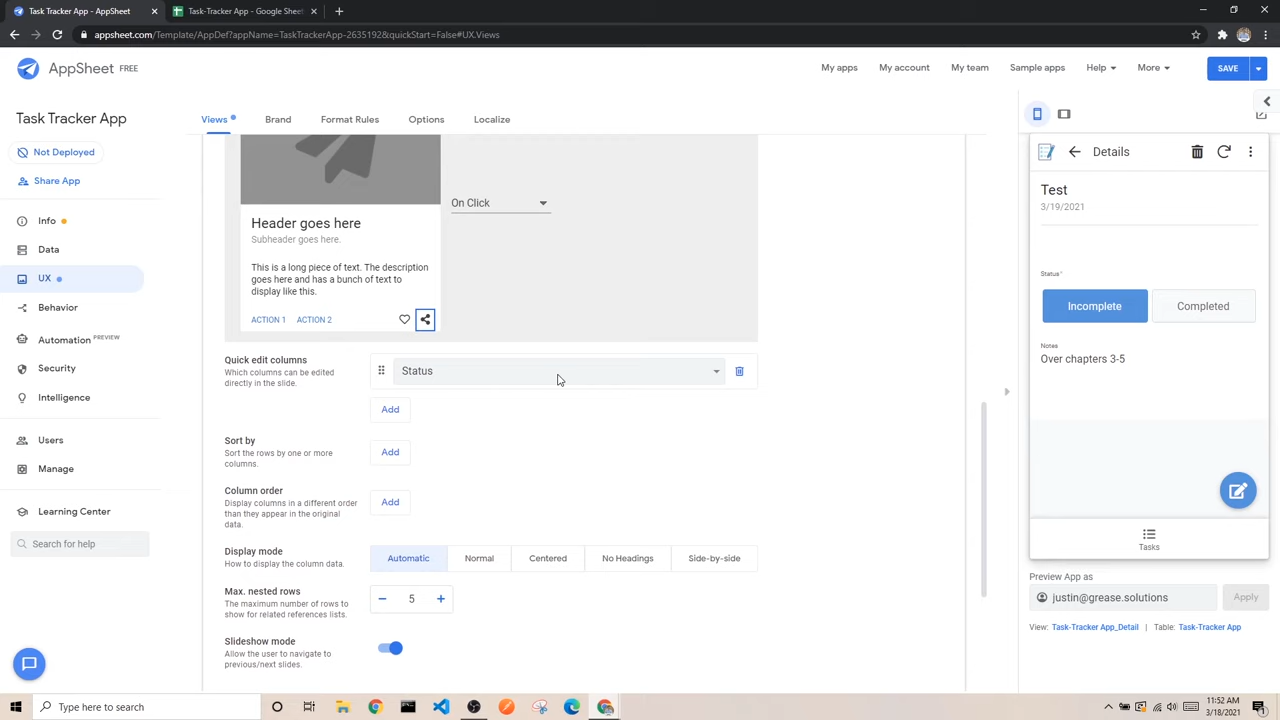 Task Tracker App - AppSheet
Task-Tracker App - Google Sheet
appsheet.com/Template/AppDef?appName=TaskTrackerApp-2635192&quickStart=False#UX.Views
AppSheet FREE
My apps
My account
My team
Sample apps
Help
More
SAVE
Task Tracker App
Not Deployed
Share App
Info
Data
UX
Behavior
Automation PREVIEW
Security
Intelligence
Users
Manage
Learning Center
Search for help
Views
Brand
Format Rules
Options
Localize
On Click
Header goes here
Subheader goes here.
This is a long piece of text. The description
goes here and has a bunch of text to
display like this.
ACTION 1 ACTION 2
Quick edit columns
Which columns can be edited
directly in the slide.
Status
Add
Sort by
Sort the rows by one or more
columns.
Add
Column order
Display columns in a different order
than they appear in the original
data.
Add
Display mode
How to display the column data.
Automatic
Normal
Centered
No Headings
Side-by-side
Max. nested rows
The maximum number of rows to
show for related references lists.
5
Slideshow mode
Allow the user to navigate to
previous/next slides.
Details
Test
3/19/2021
Status*
Incomplete
Completed
Notes
Over chapters 3-5
Tasks
Preview App as
justin@grease.solutions
Apply
View: Task-Tracker App_Detail | Table: Task-Tracker App
Type here to search
11:52 AM
3/18/2021